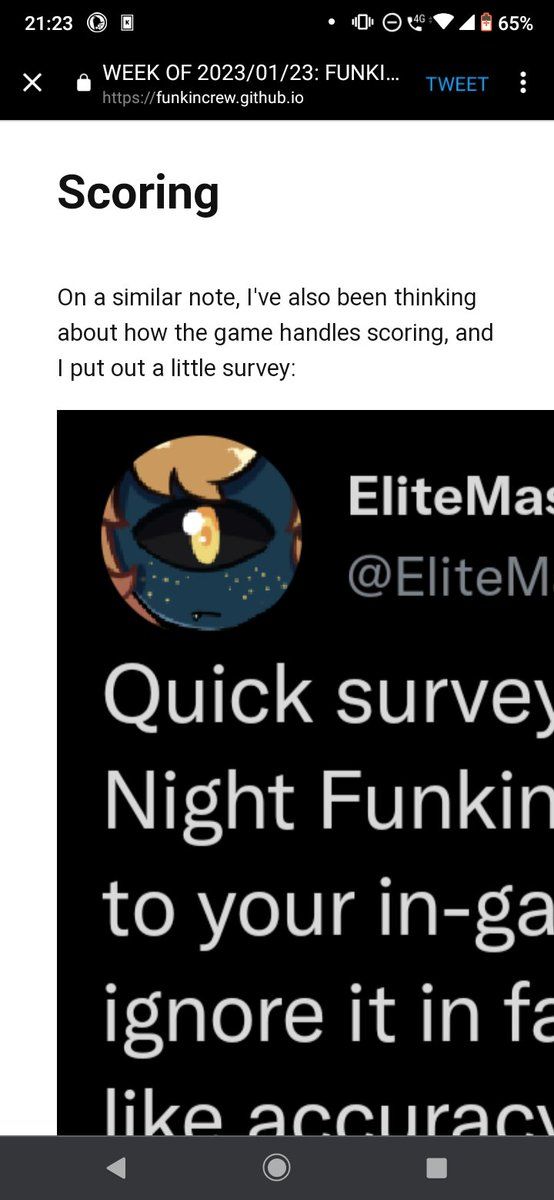 21:23 4G 65%
WEEK OF 2023/01/23: FUNKI...
https://funkincrew.github.io
TWEET
Scoring
On a similar note, I've also been thinking
about how the game handles scoring, and
I put out a little survey:
EliteMas
@EliteM
Quick survey
Night Funkin
to your in-ga
ignore it in fa
like accuracy